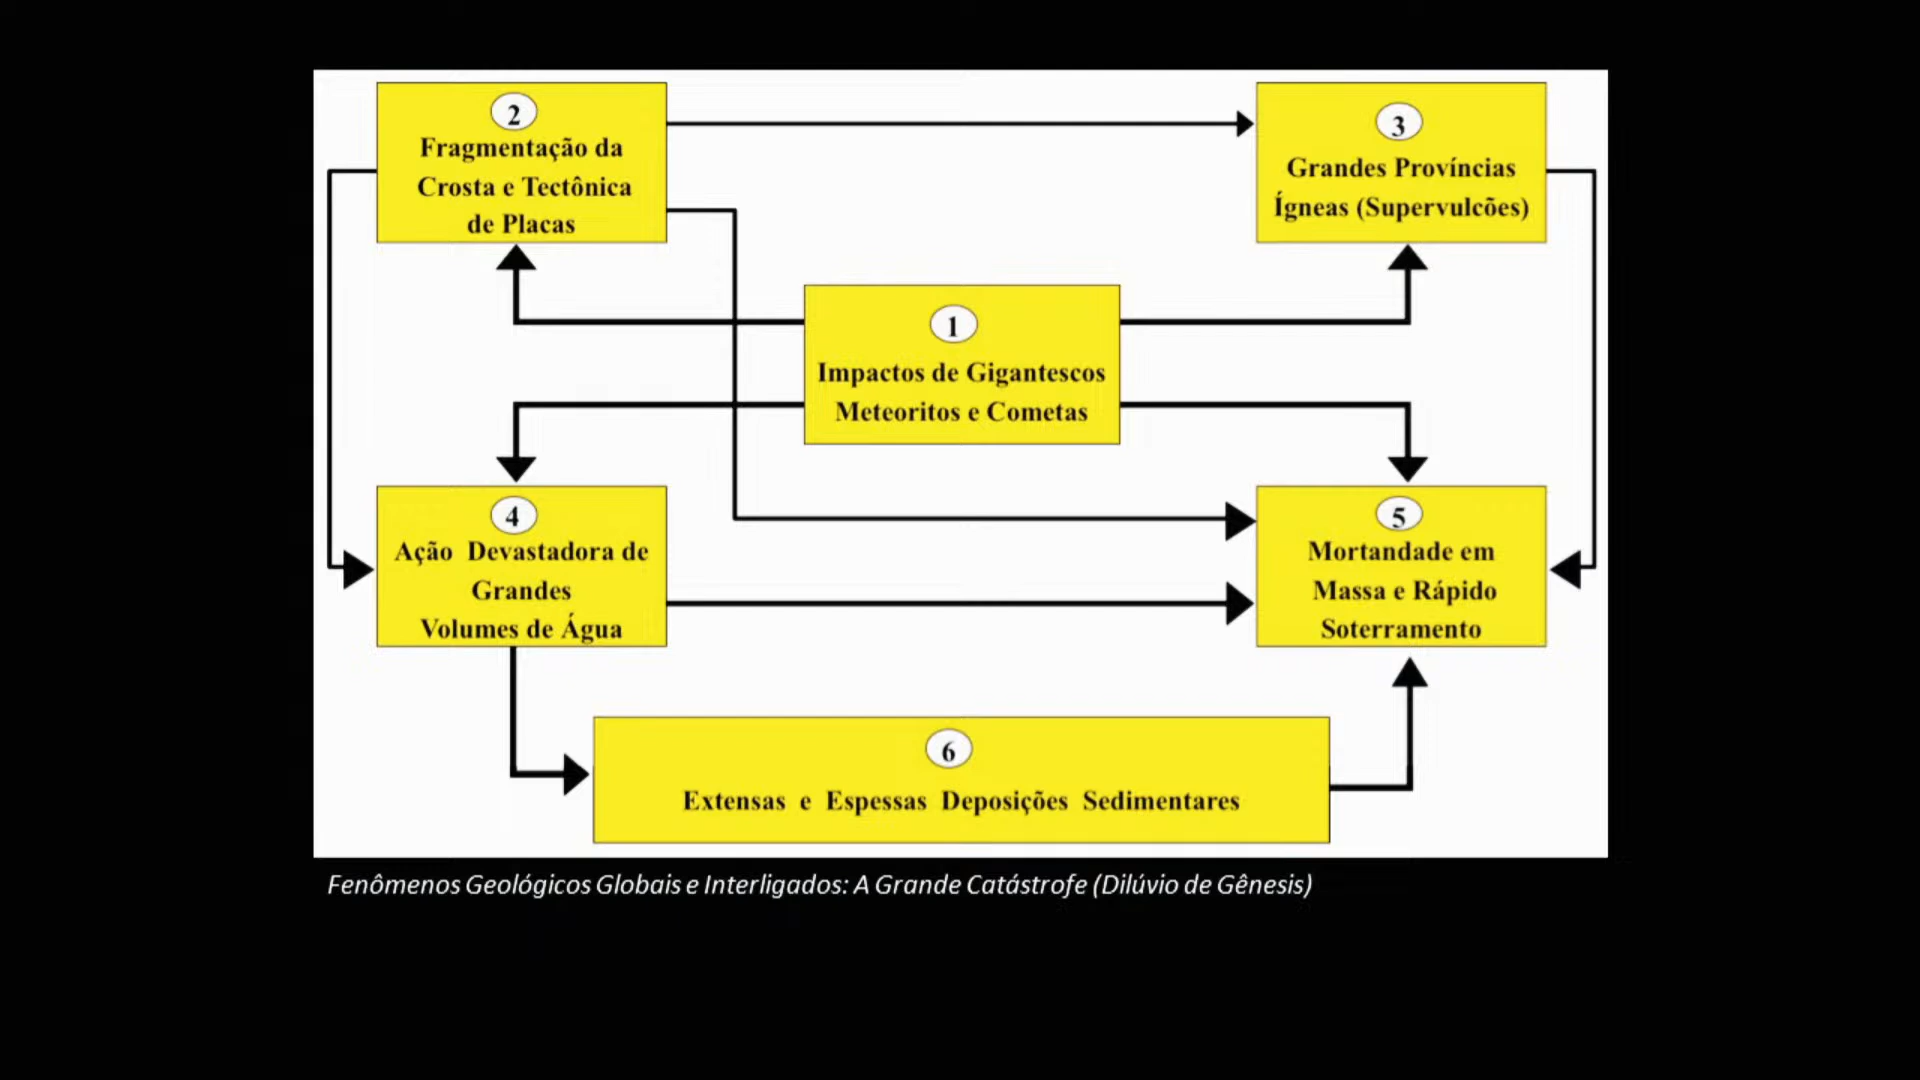 2
Fragmentação da
Crosta e Tectônica
de Placas
3
Grandes Províncias
Ígneas (Supervulcões)
1
Impactos de Gigantescos
Meteoritos e Cometas
4
Ação Devastadora de
Grandes
Volumes de Água
5
Mortandade em
Massa e Rápido
Soterramento
6
Extensas e Espessas Deposições Sedimentares
Fenômenos Geológicos Globais e Interligados: A Grande Catástrofe (Dilúvio de Gênesis)